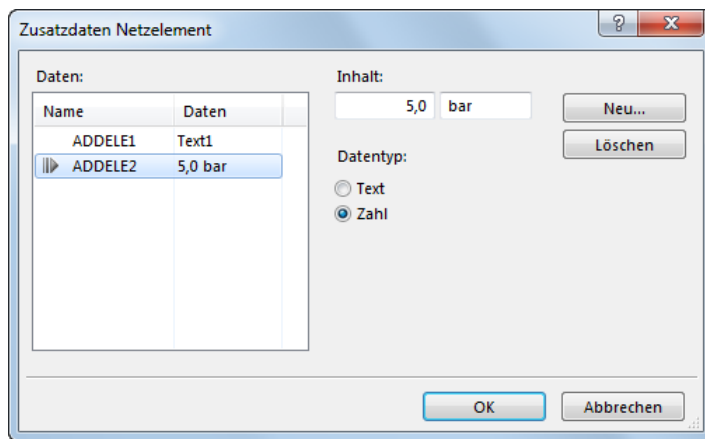 Zusatzdaten Netzelement
Daten:
Name Daten
ADDELE1 Text1
ADDELE2 5,0 bar
Inhalt:
5,0 bar
Datentyp:
Text
Zahl
Neu...
Löschen
OK
Abbrechen